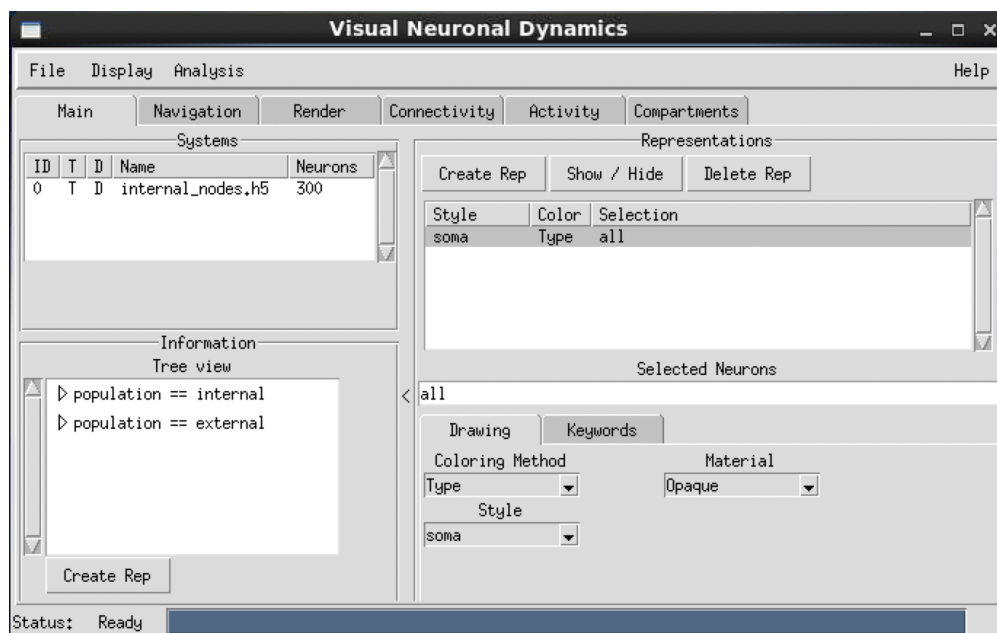 Visual Neuronal Dynamics
File Display Analysis Help
Main Navigation Render Connectivity Activity Compartments
Systems
ID T D Name Neurons
0 T D internal_nodes.h5 300
Information
Tree view
population == internal
population == external
Create Rep
Representations
Create Rep Show / Hide Delete Rep
Style Color Selection
soma Type all
Selected Neurons
< all
Drawing Keywords
Coloring Method Material
Type Opaque
Style
soma
Status: Ready